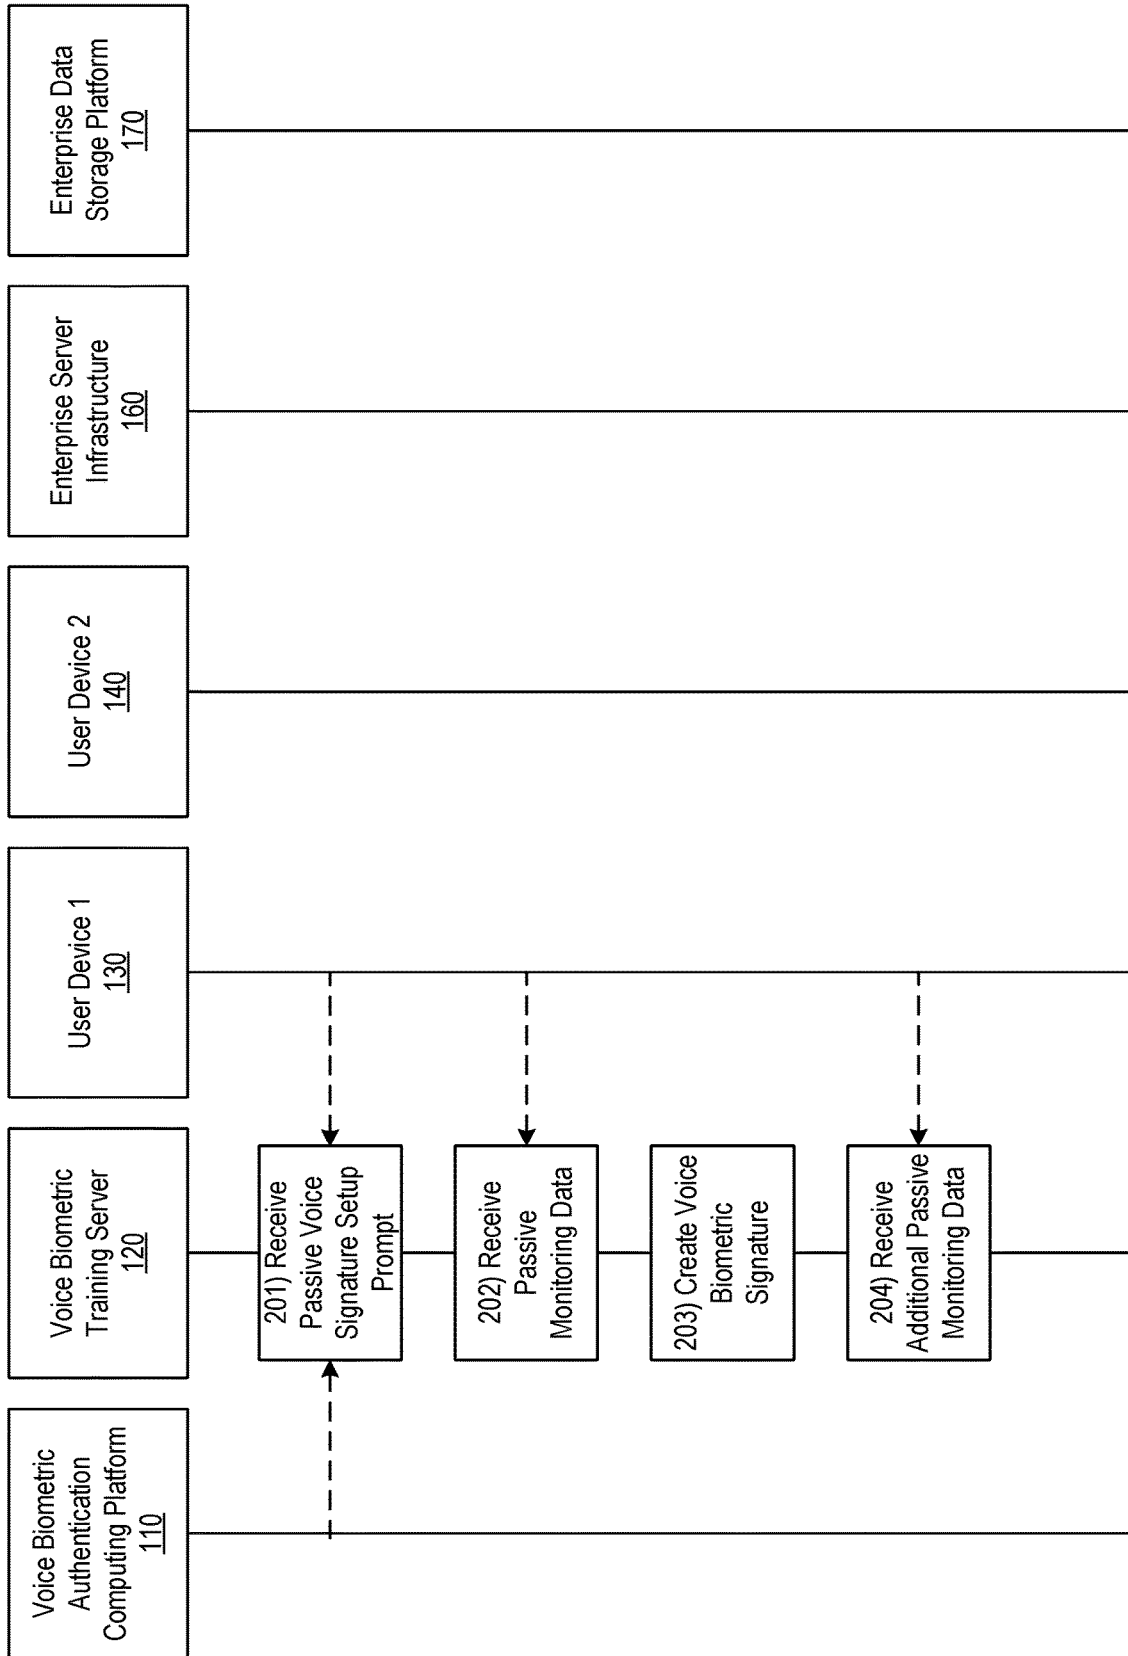 Voice Biometric
Authentication
Computing Platform
110
Voice Biometric
Training Server
120
User Device 1
130
User Device 2
140
Enterprise Server
Infrastructure
160
Enterprise Data
Storage Platform
170
201) Receive
Passive Voice
Signature Setup
Prompt
202) Receive
Passive
Monitoring Data
203) Create Voice
Biometric
Signature
204) Receive
Additional Passive
Monitoring Data